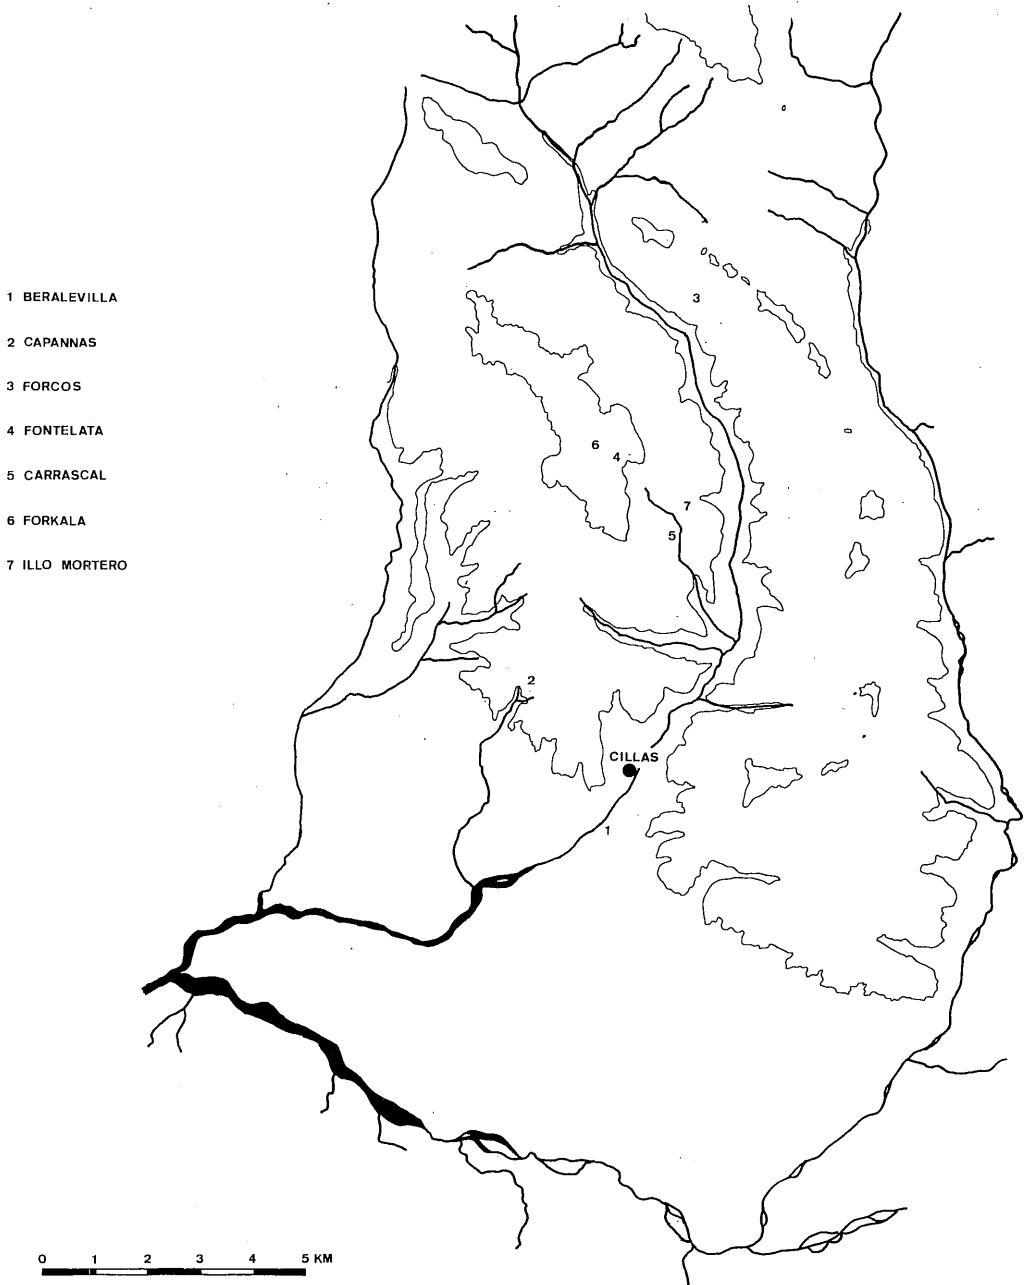 3
1 BERALEVILLA
2 CAPANNAS
3 FORCOS
4 FONTELATA
6
4
5 CARRASCAL
7
6 FORKALA
5
7 ILLO MORTERO
2
CILLAS
1
0 1 2 3 4 5 KM